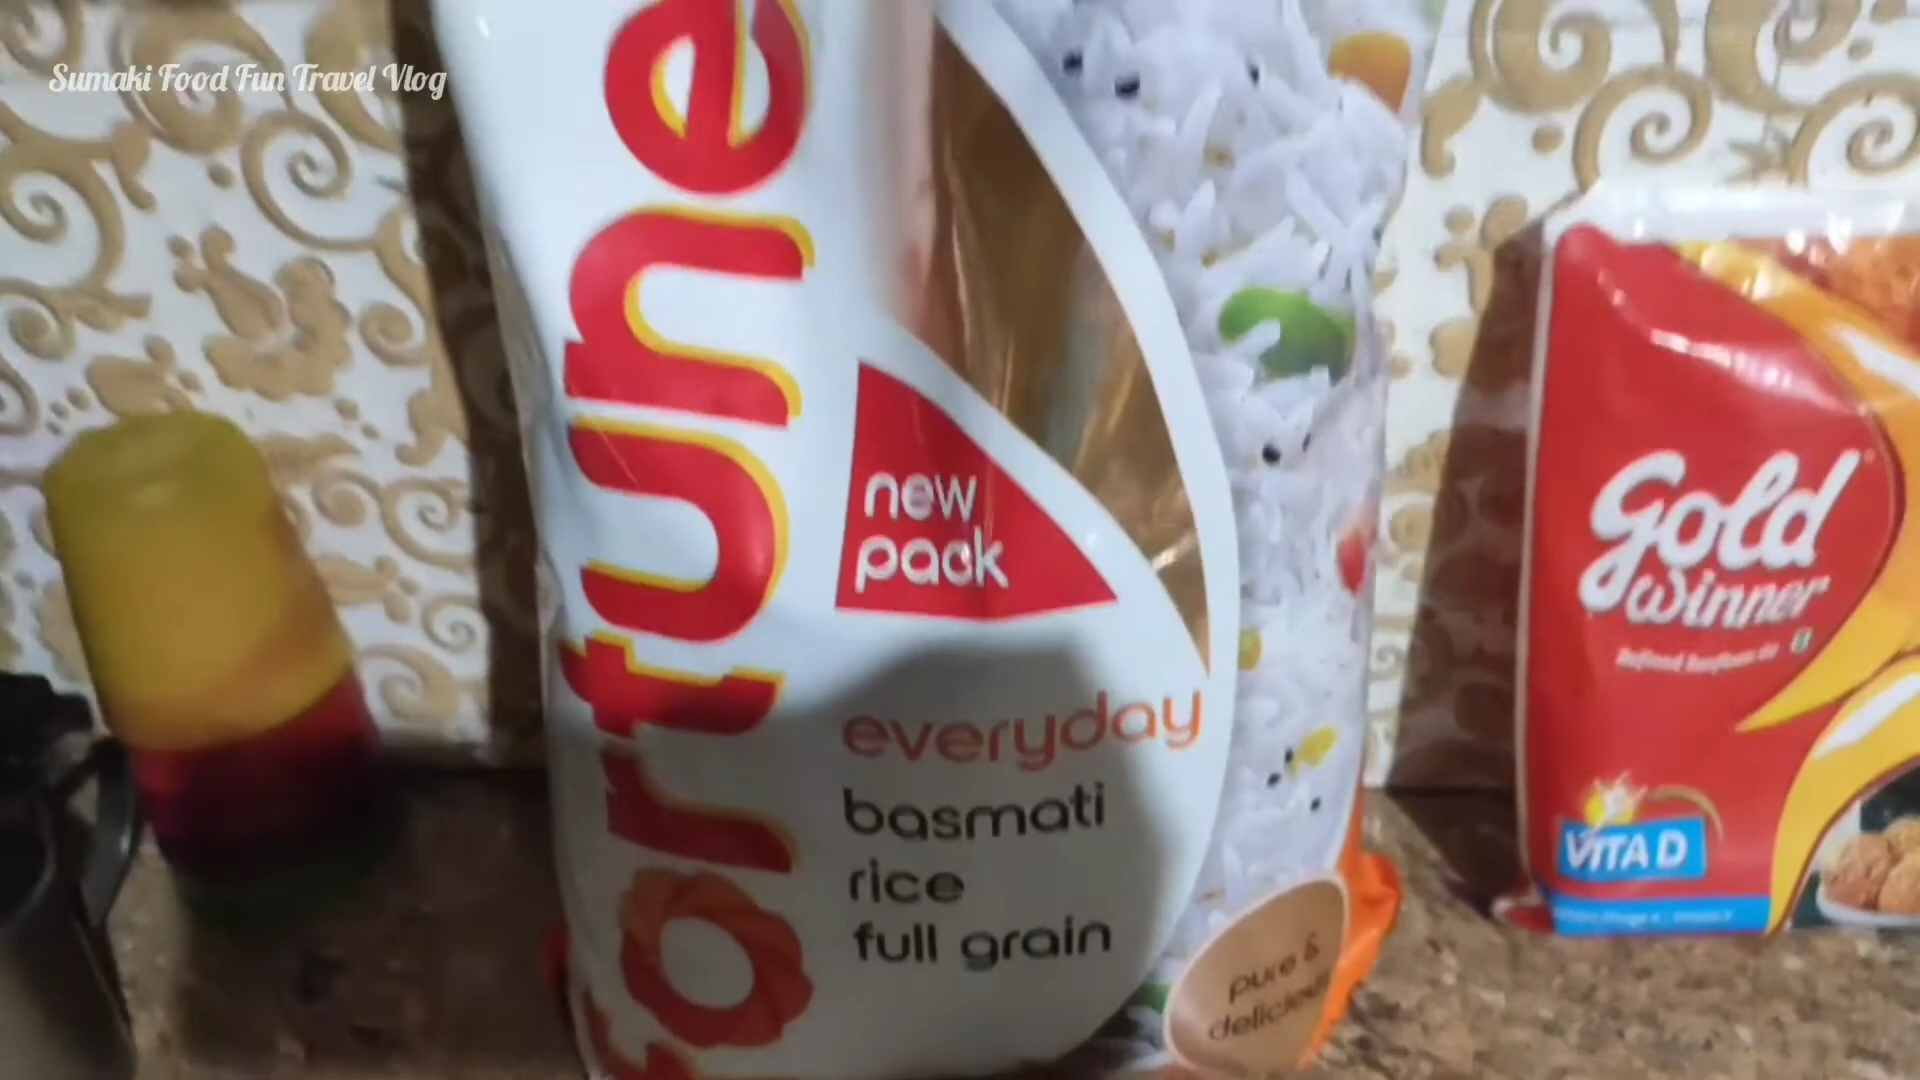 Sumaki Food Fun Travel Vlog
fortune
new
pack
everyday
basmati
rice
full grain
pure &
Gold
Winner
VITA D